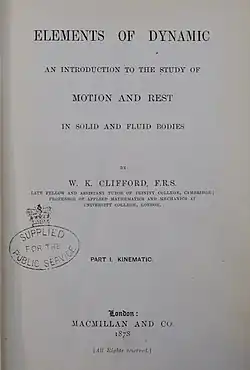 ELEMENTS OF DYNAMIC
AN INTRODUCTION TO THE STUDY OF
MOTION AND REST
IN SOLID AND FLUID BODIES
BY
W. K. CLIFFORD, F.R.S.
LATE FELLOW AND ASSISTANT TUTOR OF TRINITY COLLEGE, CAMBRIDGE;
PROFESSOR OF APPLIED MATHEMATICS AND MECHANICS AT
UNIVERSITY COLLEGE, LONDON.
SUPPLIED
FOR THE
PUBLIC SERVICE
PART I. KINEMATIC.
London:
MACMILLAN AND CO.
1878
[All Rights reserved.]